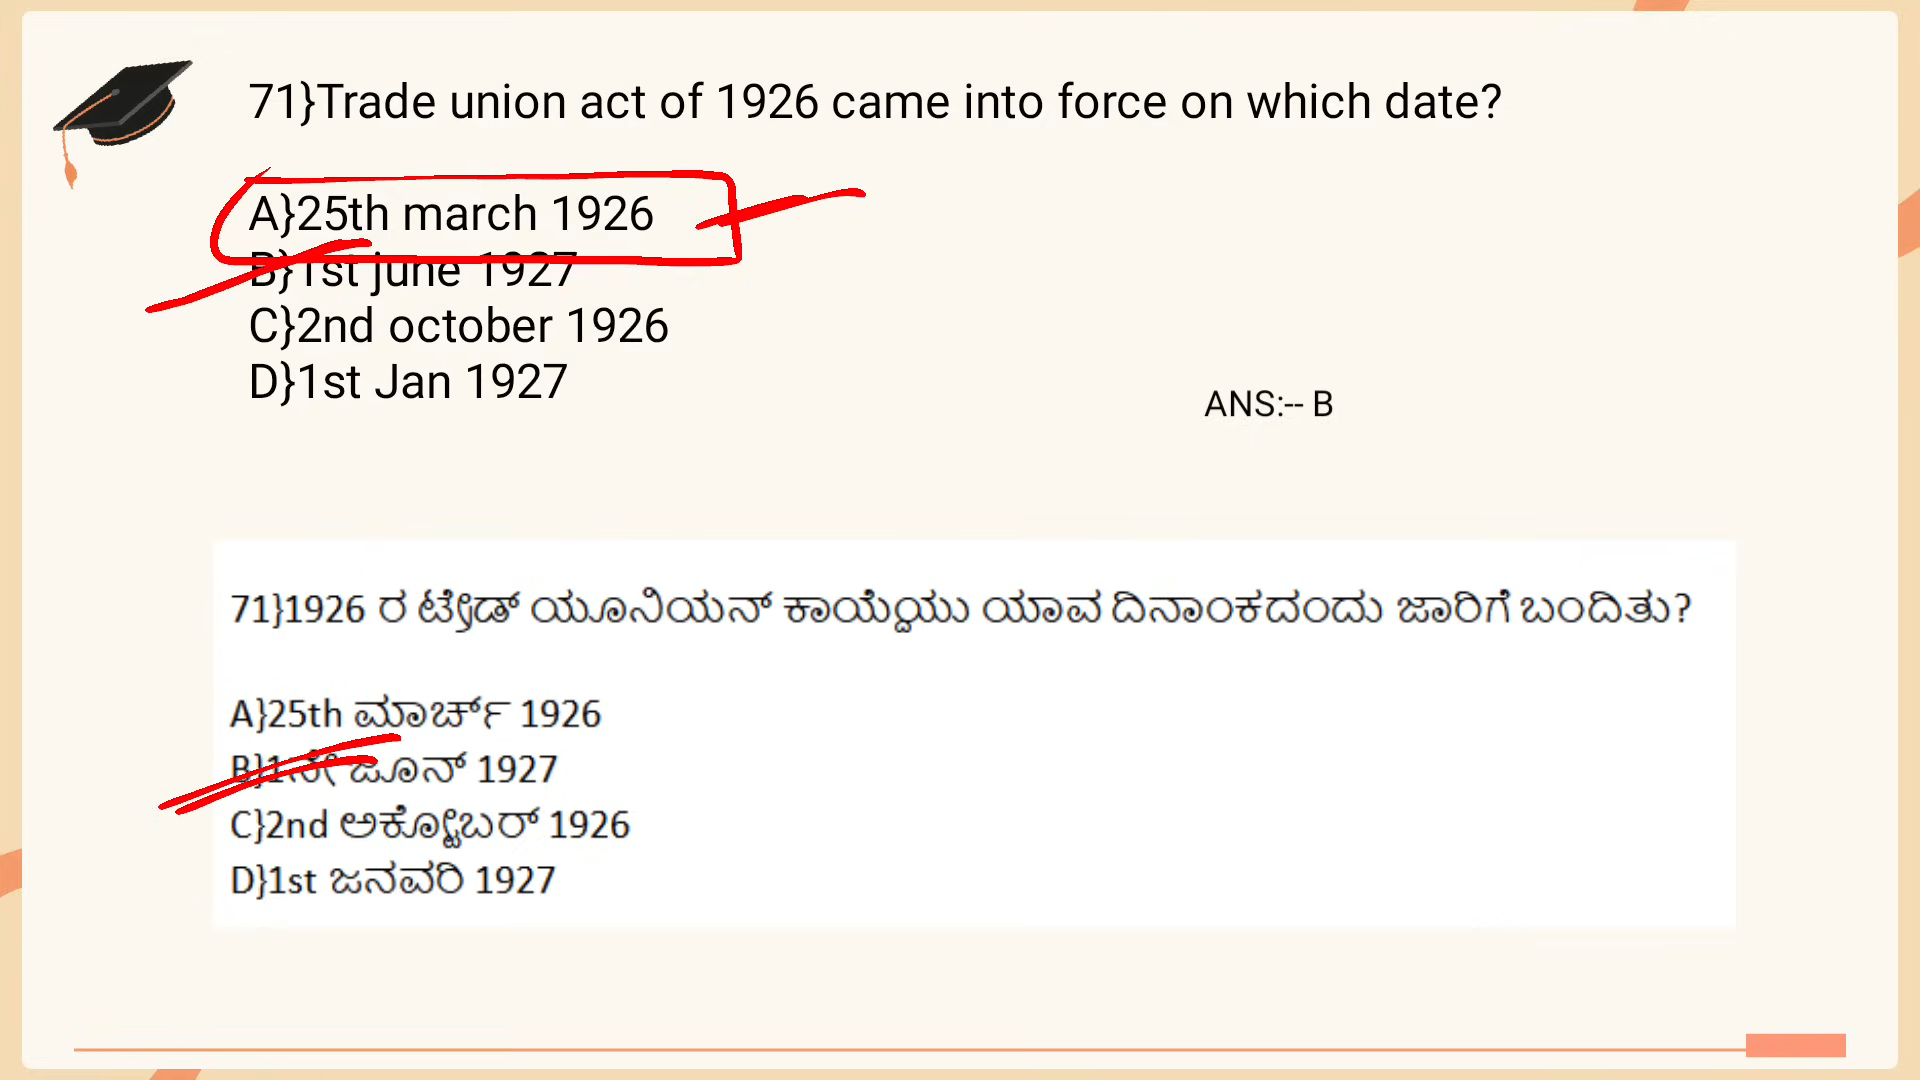 71}Trade union act of 1926 came into force on which date?
A}25th march 1926
B}1st june 1927
C}2nd october 1926
D}1st Jan 1927
ANS:-- B
71}1926 ರ ಟ್ರೇಡ್ ಯೂನಿಯನ್ ಕಾಯ್ದೆಯು ಯಾವ ದಿನಾಂಕದಂದು ಜಾರಿಗೆ ಬಂದಿತು?
A}25th ಮಾರ್ಚ್ 1926
B}1ನೇ ಜೂನ್ 1927
C}2nd ಅಕ್ಟೋಬರ್ 1926
D}1st ಜನವರಿ 1927